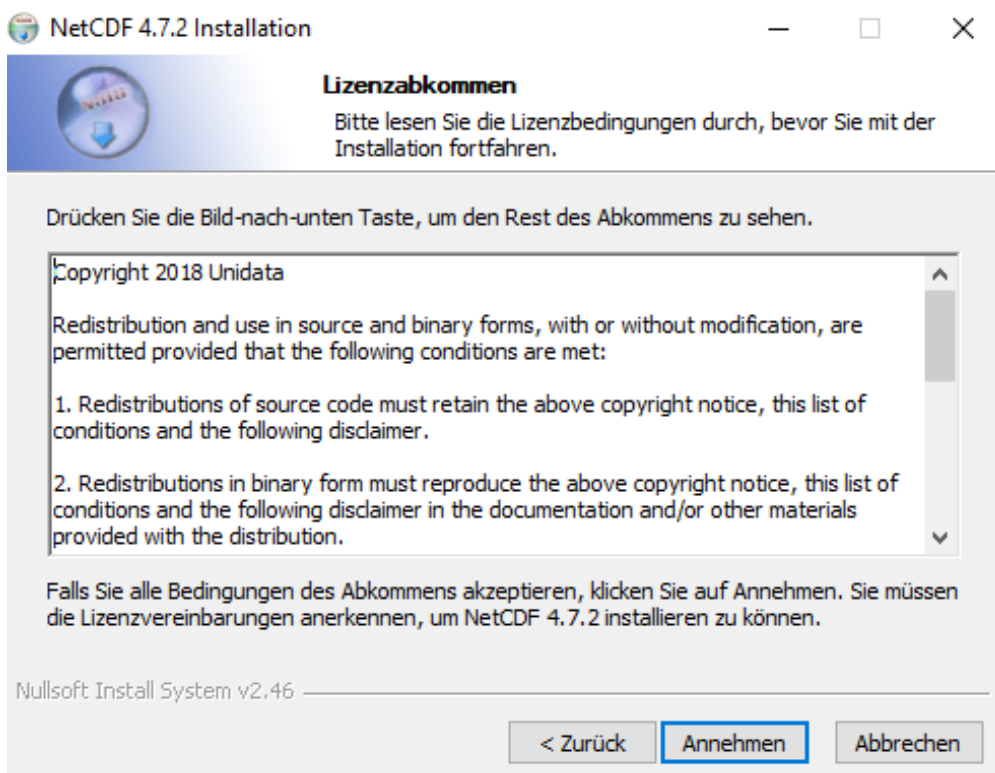 NetCDF 4.7.2 Installation
Lizenzabkommen
Bitte lesen Sie die Lizenzbedingungen durch, bevor Sie mit der
Installation fortfahren.
Drücken Sie die Bild-nach-unten Taste, um den Rest des Abkommens zu sehen.
Copyright 2018 Unidata
Redistribution and use in source and binary forms, with or without modification, are
permitted provided that the following conditions are met:
1. Redistributions of source code must retain the above copyright notice, this list of
conditions and the following disclaimer.
2. Redistributions in binary form must reproduce the above copyright notice, this list of
conditions and the following disclaimer in the documentation and/or other materials
provided with the distribution.
Falls Sie alle Bedingungen des Abkommens akzeptieren, klicken Sie auf Annehmen. Sie müssen
die Lizenzvereinbarungen anerkennen, um NetCDF 4.7.2 installieren zu können.
Nullsoft Install System v2.46
< Zurück Annehmen Abbrechen